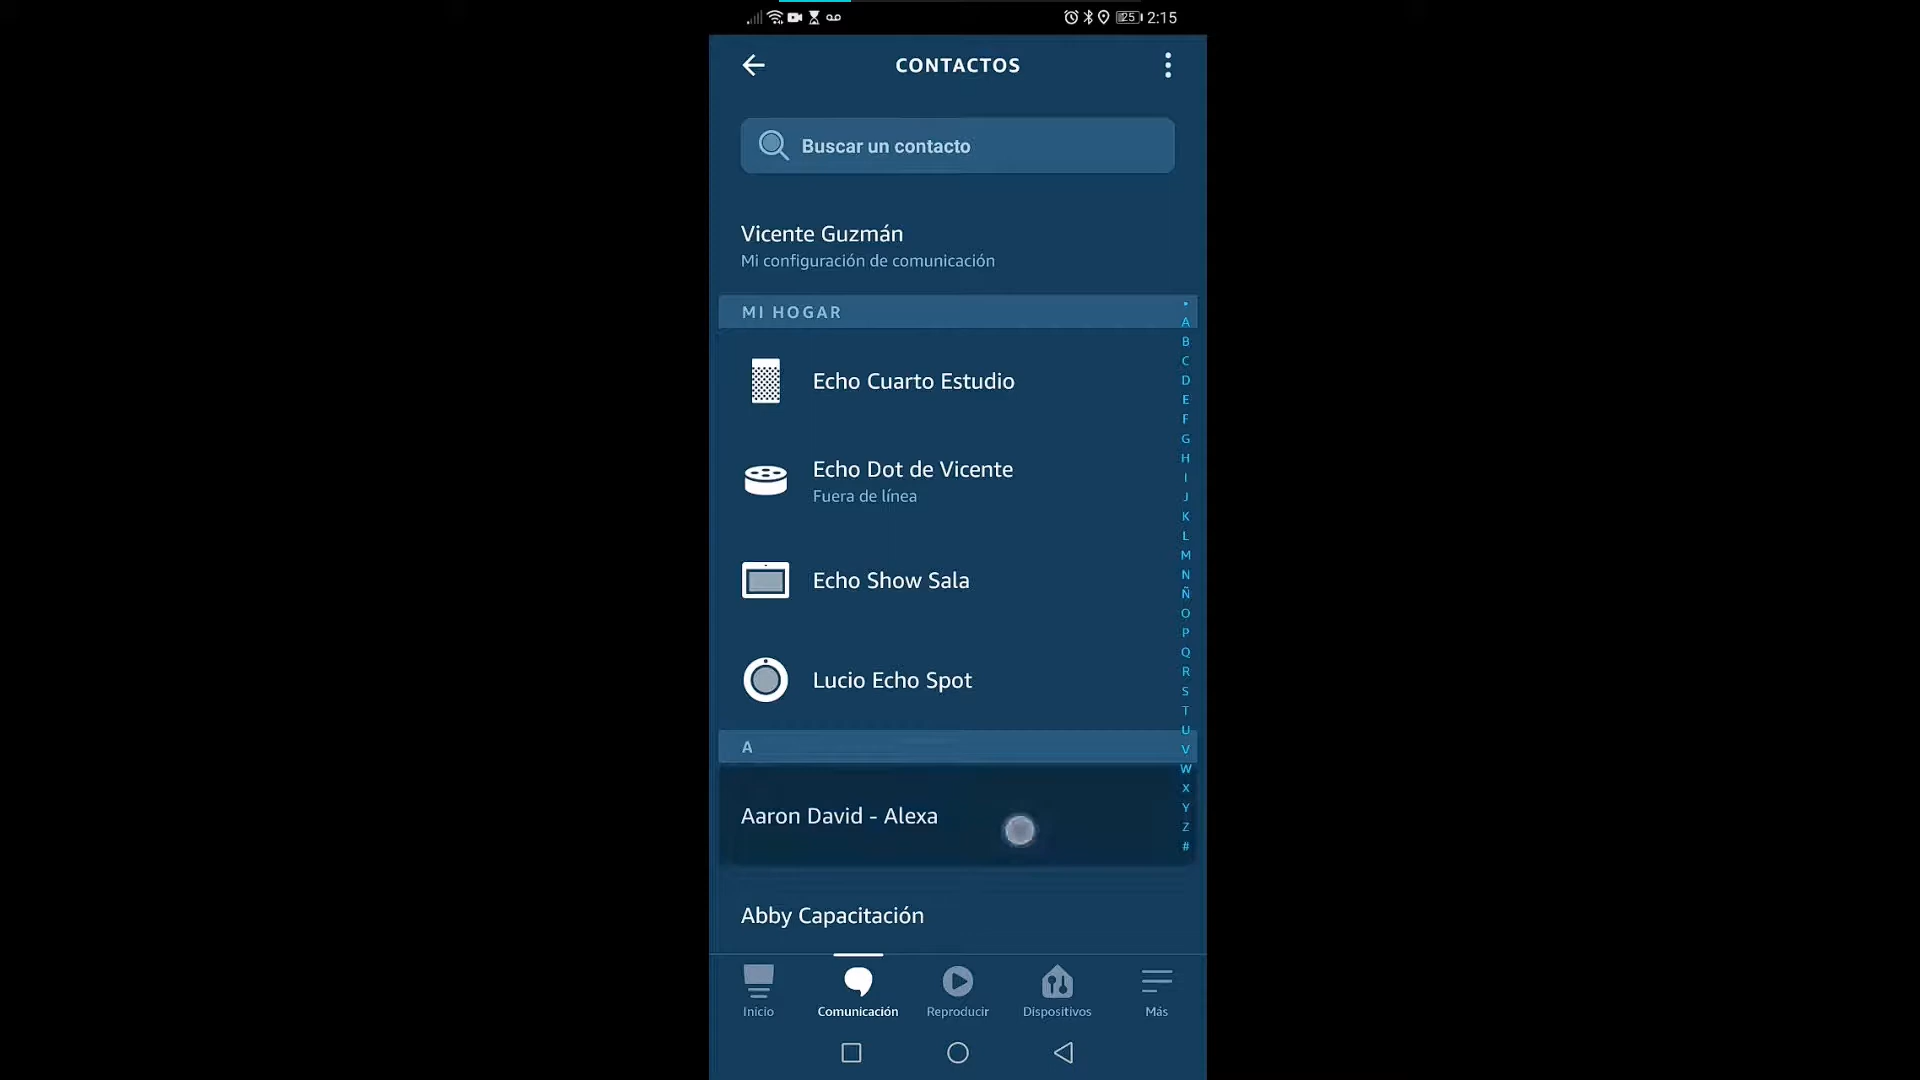 25 2:15
CONTACTOS
Buscar un contacto
Vicente Guzmán
Mi configuración de comunicación
MI HOGAR
Echo Cuarto Estudio
Echo Dot de Vicente
Fuera de línea
Echo Show Sala
Lucio Echo Spot
A
Aaron David - Alexa
Abby Capacitación
A
B
C
D
E
F
G
H
I
J
K
L
M
N
Ñ
O
P
Q
R
S
T
U
V
W
X
Y
Z
#
Inicio
Comunicación
Reproducir
Dispositivos
Más